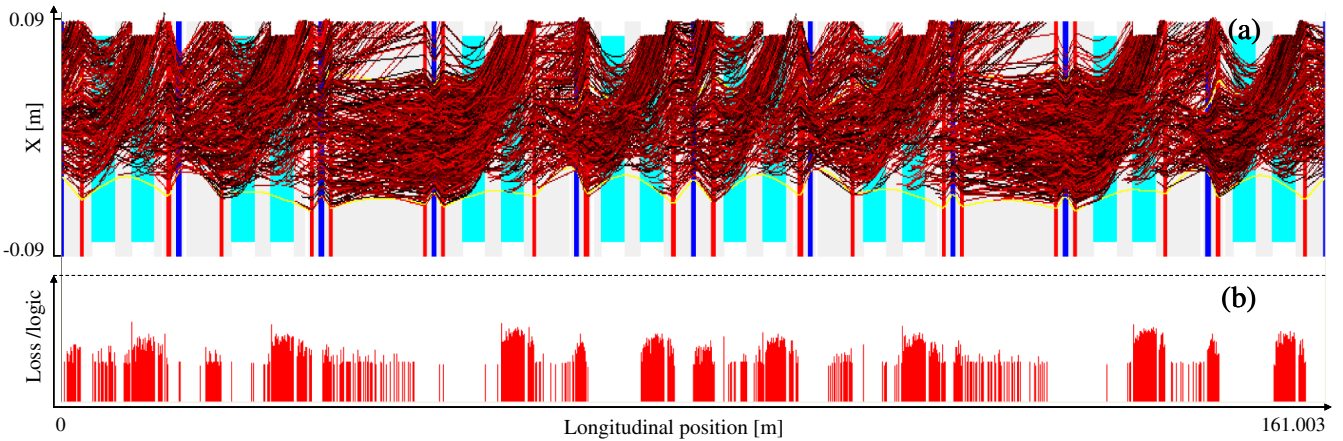 0.09
(a)
X [m]
-0.09
(b)
Loss /logic
0
Longitudinal position [m]
161.003